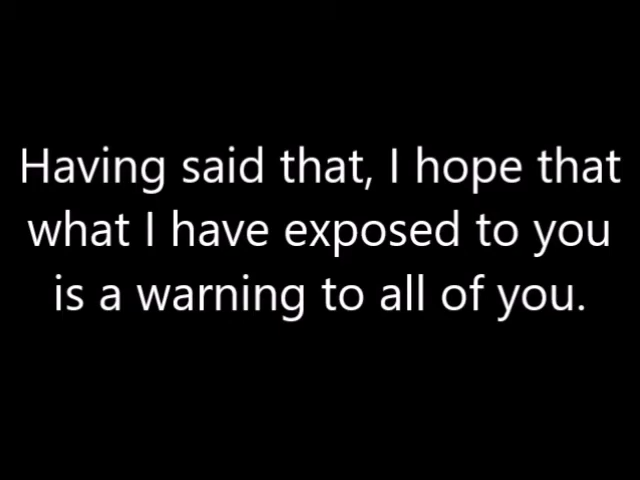 Having said that, I hope that
what I have exposed to you
is a warning to all of you.